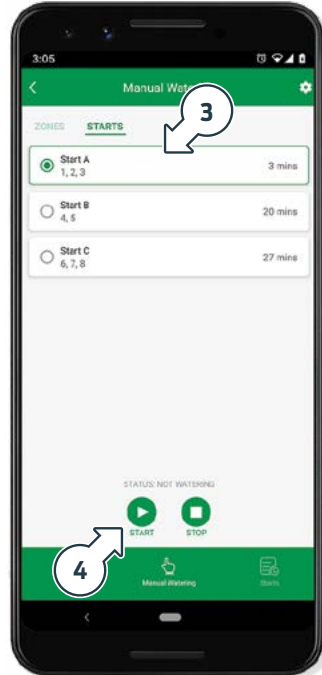 3:05
Manual Wat
3
ZONES STARTS
Start A
1, 2, 3
3 mins
Start B
4, 5
20 mins
Start C
6, 7, 8
27 mins
STATUS: NOT WATERING
START STOP
4
Manual Watering Starts